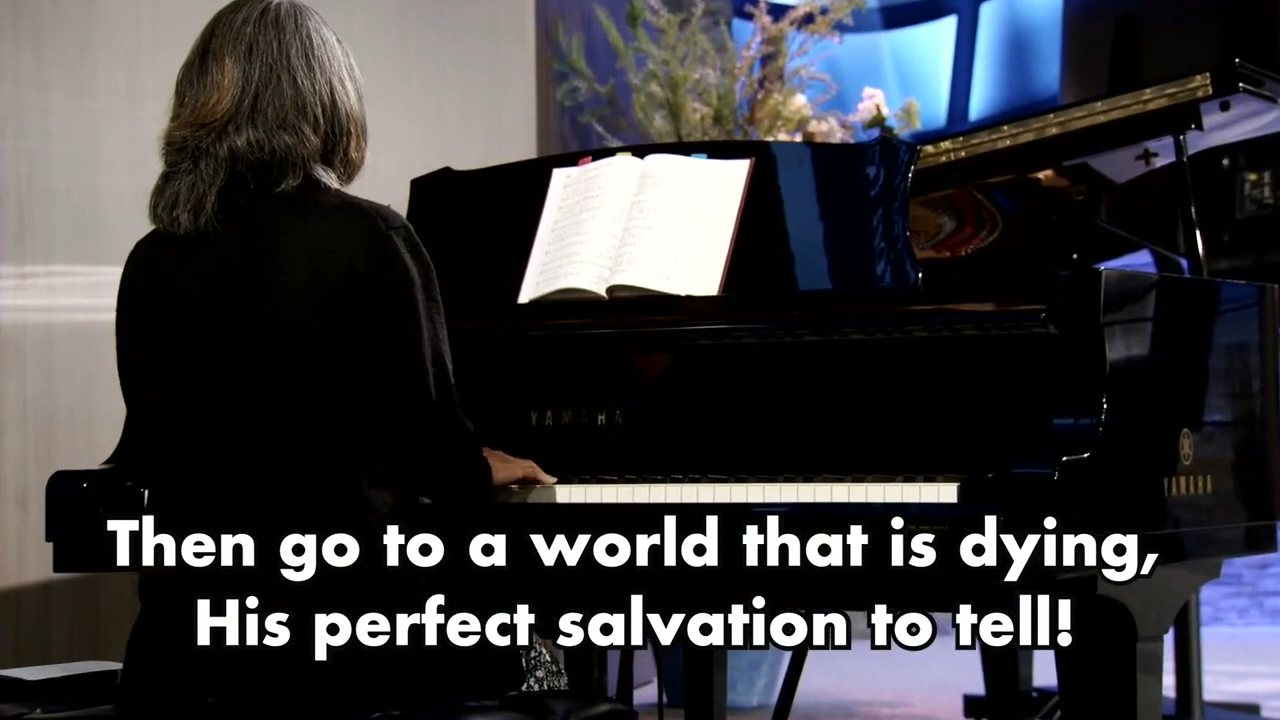 YAMAHA
YAMAHA
Then go to a world that is dying,
His perfect salvation to tell!